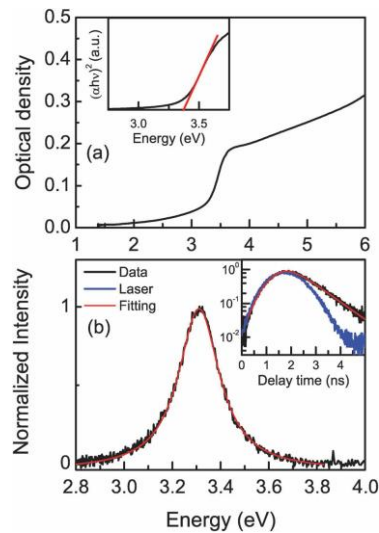 0.5
0.4
0.3
0.2
0.1
0.0
Optical density
(αhν)² (a.u.)
3.0 3.5
Energy (eV)
(a)
1 2 3 4 5 6
Normalized Intensity
1
0
(b)
Data
Laser
Fitting
10⁰
10⁻¹
10⁻²
0 1 2 3 4 5
Delay time (ns)
2.8 3.0 3.2 3.4 3.6 3.8 4.0
Energy (eV)